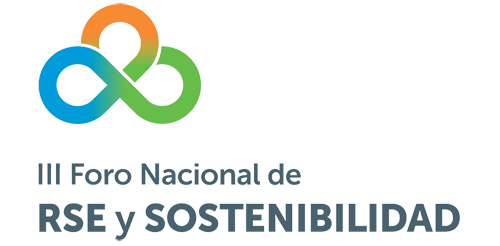 III Foro Nacional de
RSE y SOSTENIBILIDAD